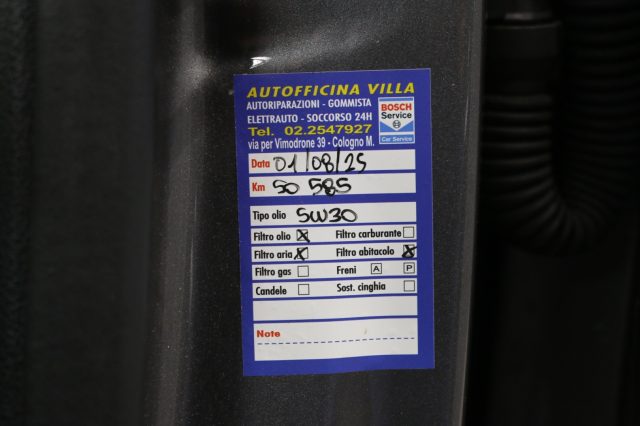 AUTOFFICINA VILLA
AUTORIPARAZIONI - GOMMISTA
ELETTRAUTO - SOCCORSO 24H
Tel. 02.2547927
via per Vimodrone 39 - Cologno M.
BOSCH
Service
Car Service
Data 01/08/25
Km 50 585
Tipo olio 5W30
Filtro olio X Filtro carburante
Filtro aria X Filtro abitacolo X
Filtro gas Freni A P
Candele Sost. cinghia
Note